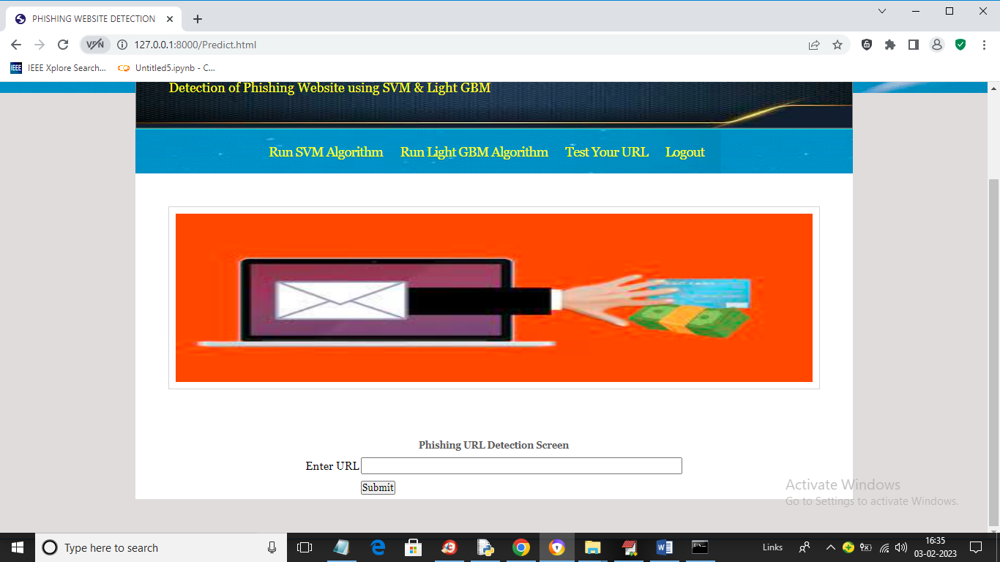 PHISHING WEBSITE DETECTION
VPN
127.0.0.1:8000/Predict.html
IEEE
IEEE Xplore Search...
Untitled5.ipynb - C...
Detection of Phishing Website using SVM & Light GBM
Run SVM Algorithm
Run Light GBM Algorithm
Test Your URL
Logout
Phishing URL Detection Screen
Enter URL
Submit
Activate Windows
Go to Settings to activate Windows.
Type here to search
Links
16:35
03-02-2023